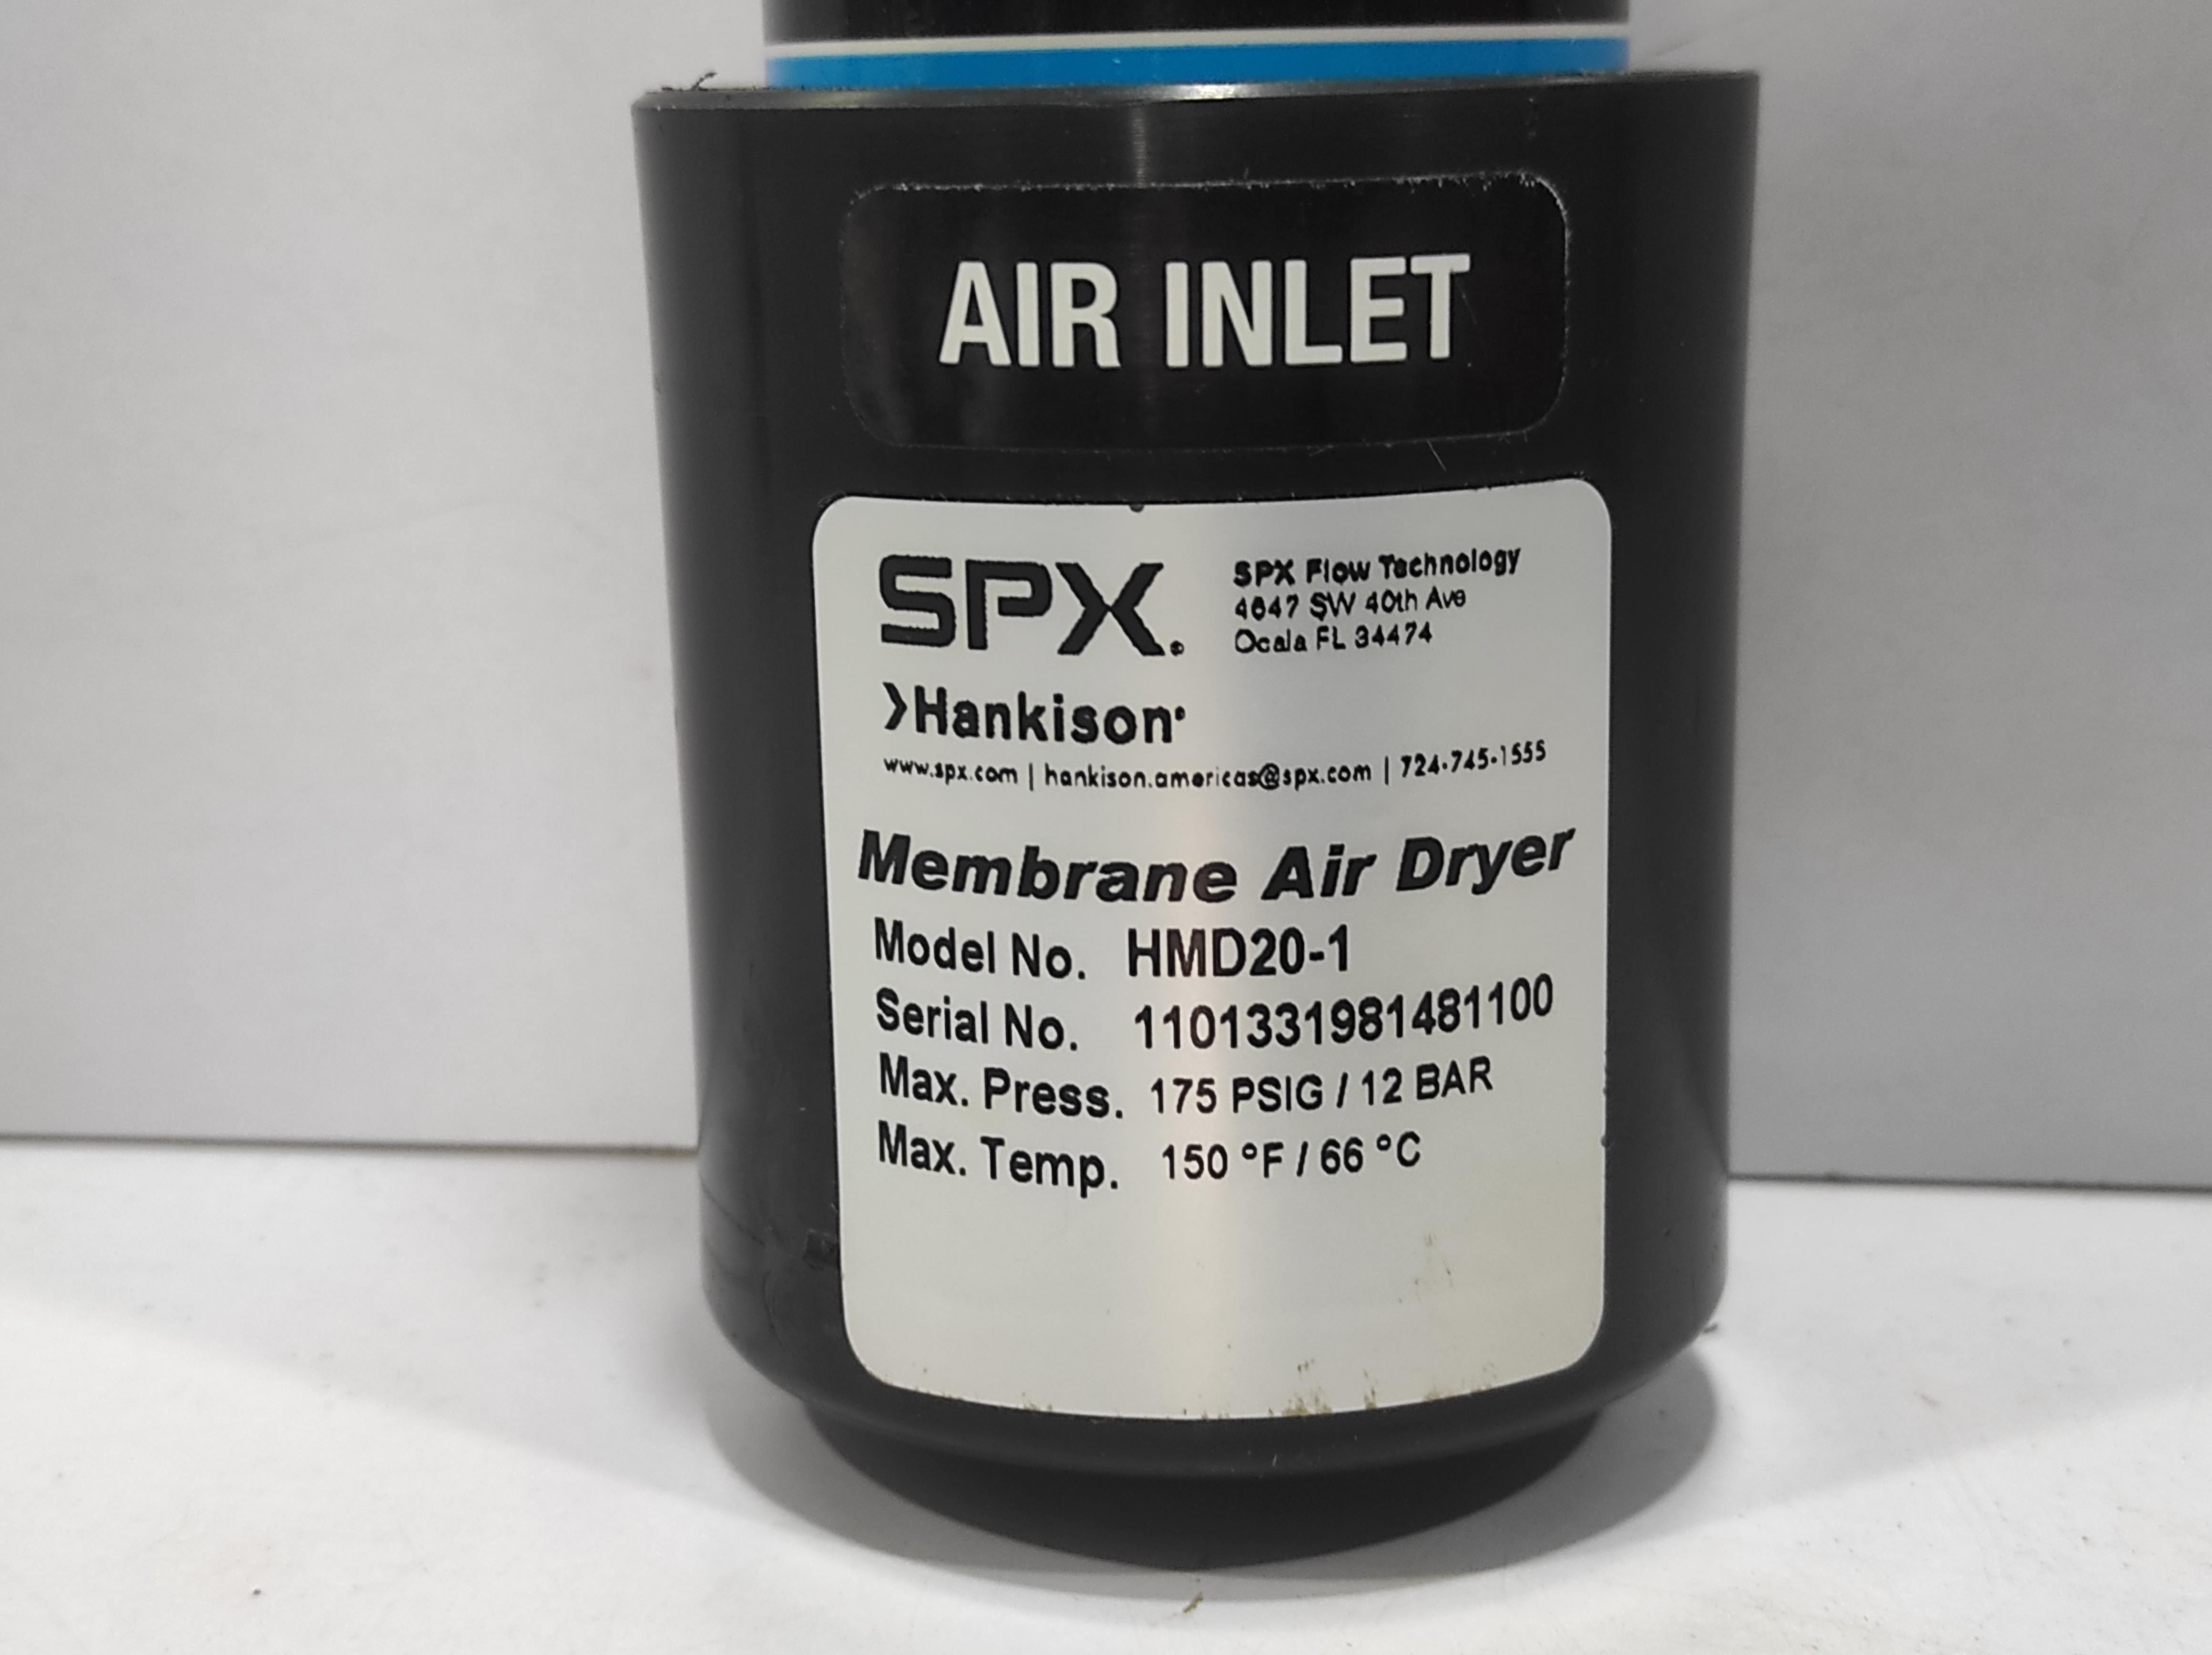 AIR INLET
SPX®
SPX Flow Technology
4647 SW 40th Ave
Ocala FL 34474
›Hankison®
www.spx.com | hankison.americas@spx.com | 724-745-1555
Membrane Air Dryer
Model No. HMD20-1
Serial No. 1101331981481100
Max. Press. 175 PSIG / 12 BAR
Max. Temp. 150 °F / 66 °C